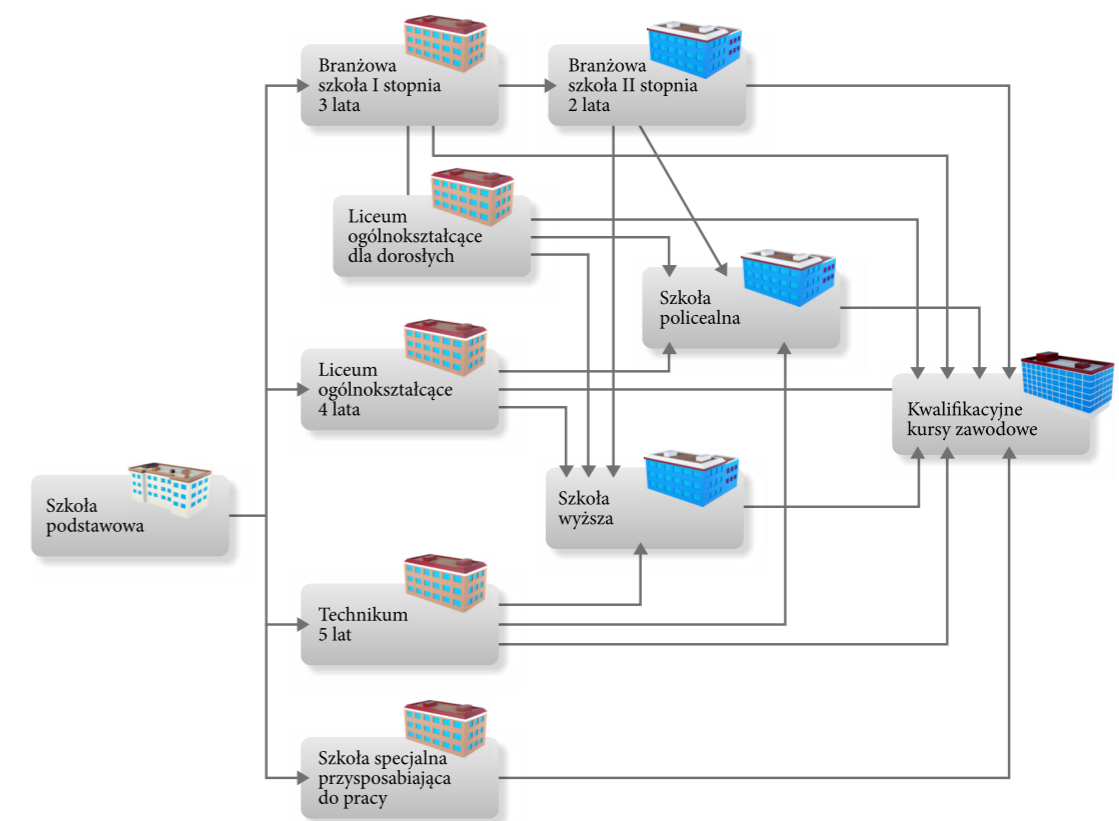 Branżowa
szkoła I stopnia
3 lata
Branżowa
szkoła II stopnia
2 lata
Liceum
ogólnokształcące
dla dorosłych
Szkoła
policealna
Liceum
ogólnokształcące
4 lata
Kwalifikacyjne
kursy zawodowe
Szkoła
podstawowa
Szkoła
wyższa
Technikum
5 lat
Szkoła specjalna
przysposabiająca
do pracy